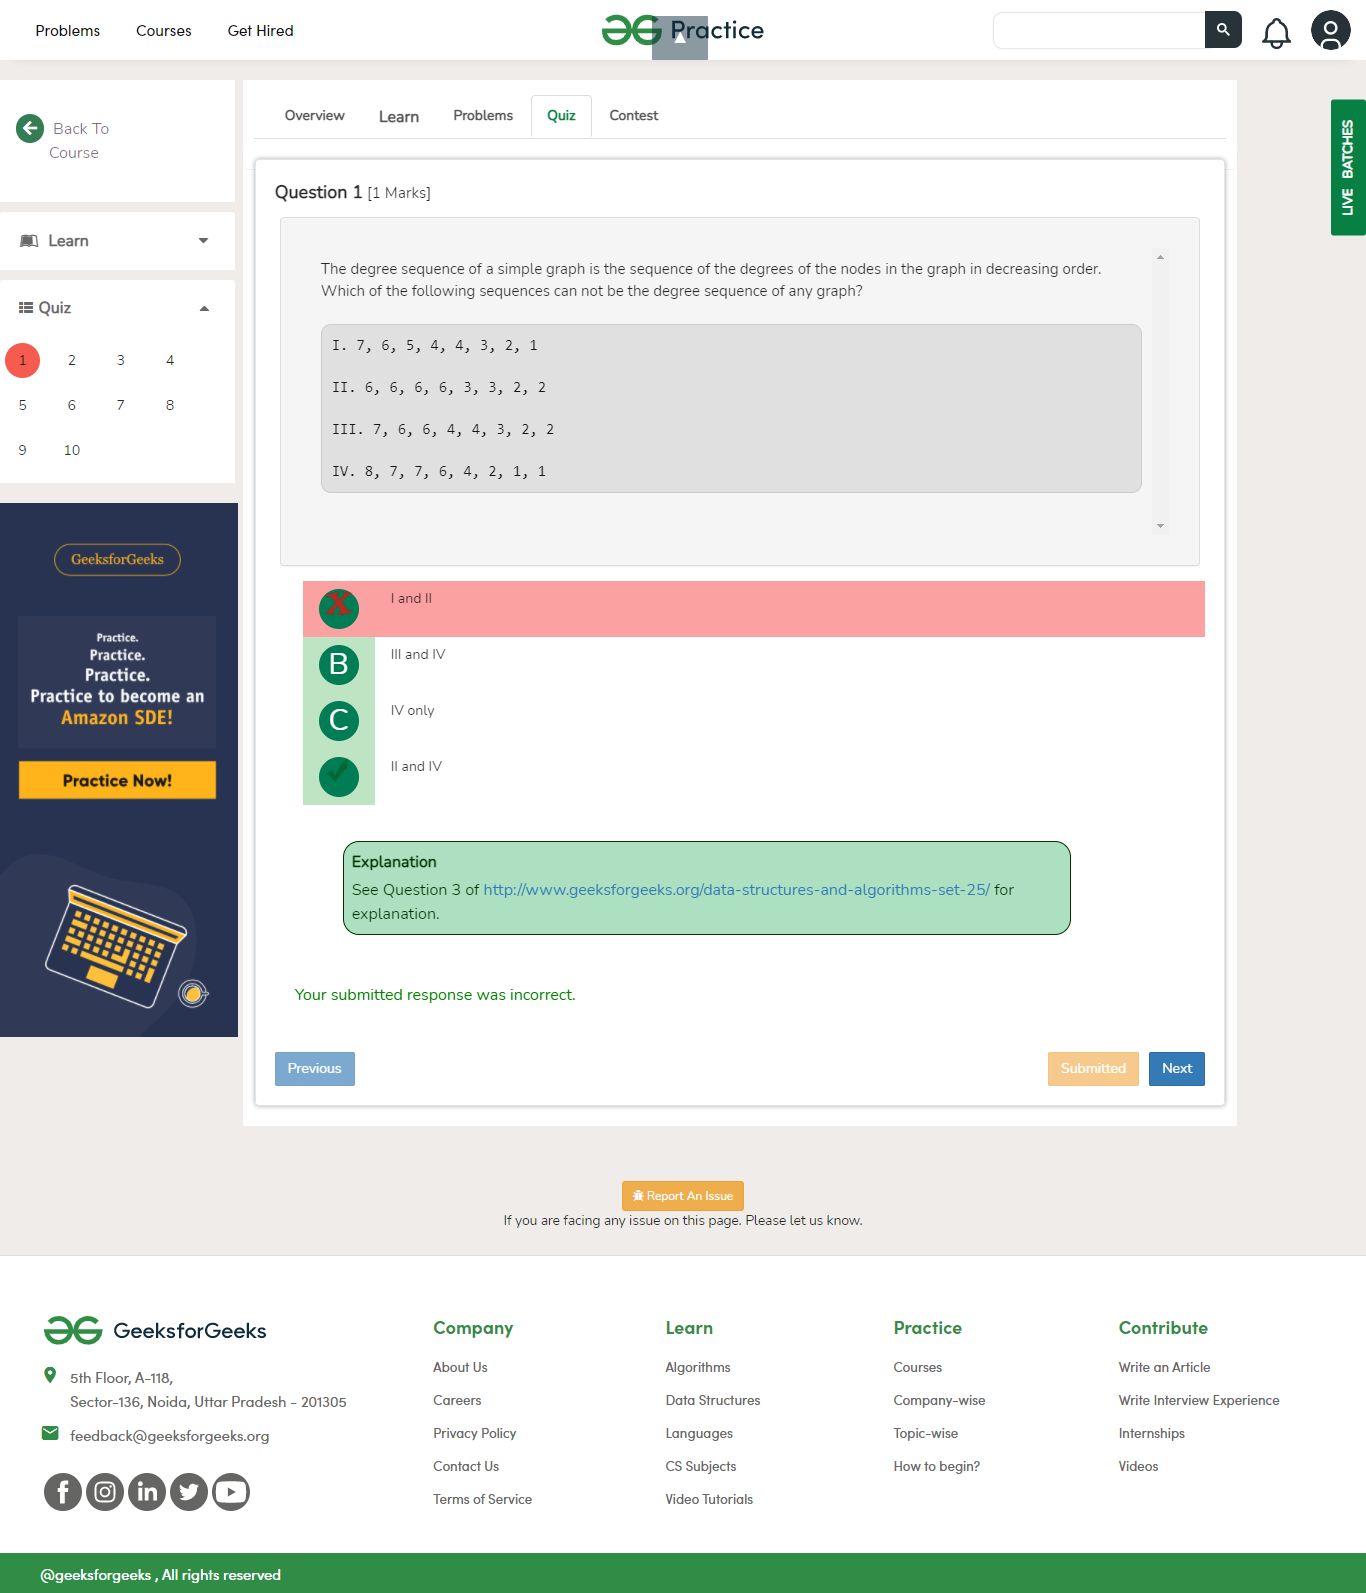 Problems Courses Get Hired
Practice
LIVE BATCHES
Back To
Course
Learn
Quiz
1 2 3 4
5 6 7 8
9 10
GeeksforGeeks
Practice.
Practice.
Practice.
Practice to become an
Amazon SDE!
Practice Now!
Overview Learn Problems Quiz Contest
Question 1 [1 Marks]
The degree sequence of a simple graph is the sequence of the degrees of the nodes in the graph in decreasing order.
Which of the following sequences can not be the degree sequence of any graph?
I. 7, 6, 5, 4, 4, 3, 2, 1
II. 6, 6, 6, 6, 3, 3, 2, 2
III. 7, 6, 6, 4, 4, 3, 2, 2
IV. 8, 7, 7, 6, 4, 2, 1, 1
X I and II
B III and IV
C IV only
II and IV
Explanation
See Question 3 of http://www.geeksforgeeks.org/data-structures-and-algorithms-set-25/ for
explanation.
Your submitted response was incorrect.
Previous Submitted Next
Report An Issue
If you are facing any issue on this page. Please let us know.
GeeksforGeeks
5th Floor, A-118,
Sector-136, Noida, Uttar Pradesh - 201305
feedback@geeksforgeeks.org
Company
About Us
Careers
Privacy Policy
Contact Us
Terms of Service
Learn
Algorithms
Data Structures
Languages
CS Subjects
Video Tutorials
Practice
Courses
Company-wise
Topic-wise
How to begin?
Contribute
Write an Article
Write Interview Experience
Internships
Videos
@geeksforgeeks , All rights reserved